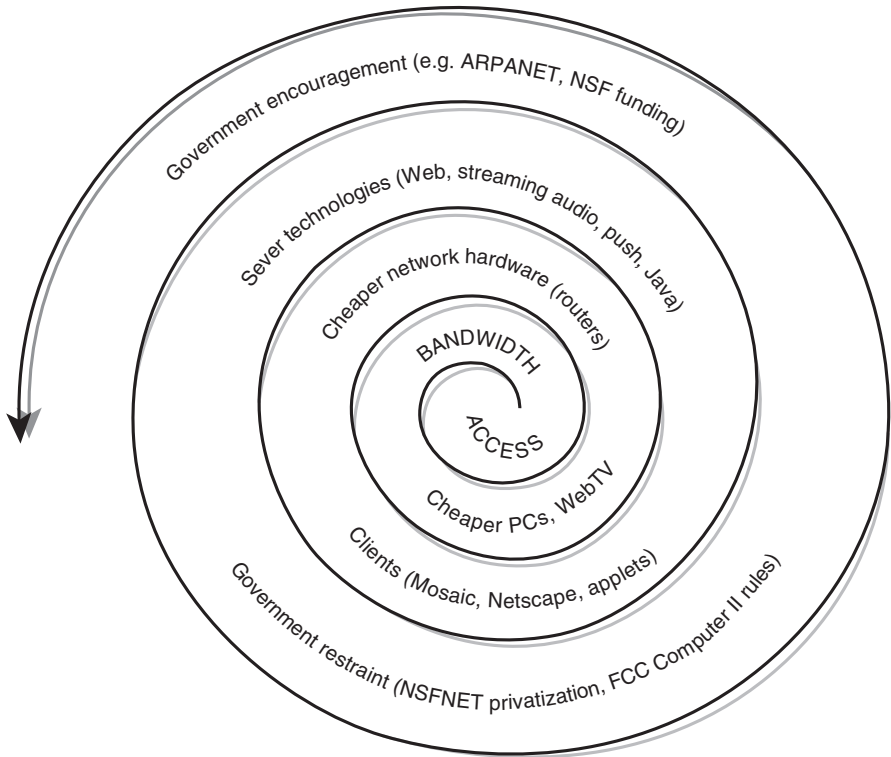 Government encouragement (e.g. ARPANET, NSF funding)
Sever technologies (Web, streaming audio, push, Java)
Cheaper network hardware (routers)
BANDWIDTH
ACCESS
Cheaper PCs, WebTV
Clients (Mosaic, Netscape, applets)
Government restraint (NSFNET privatization, FCC Computer II rules)